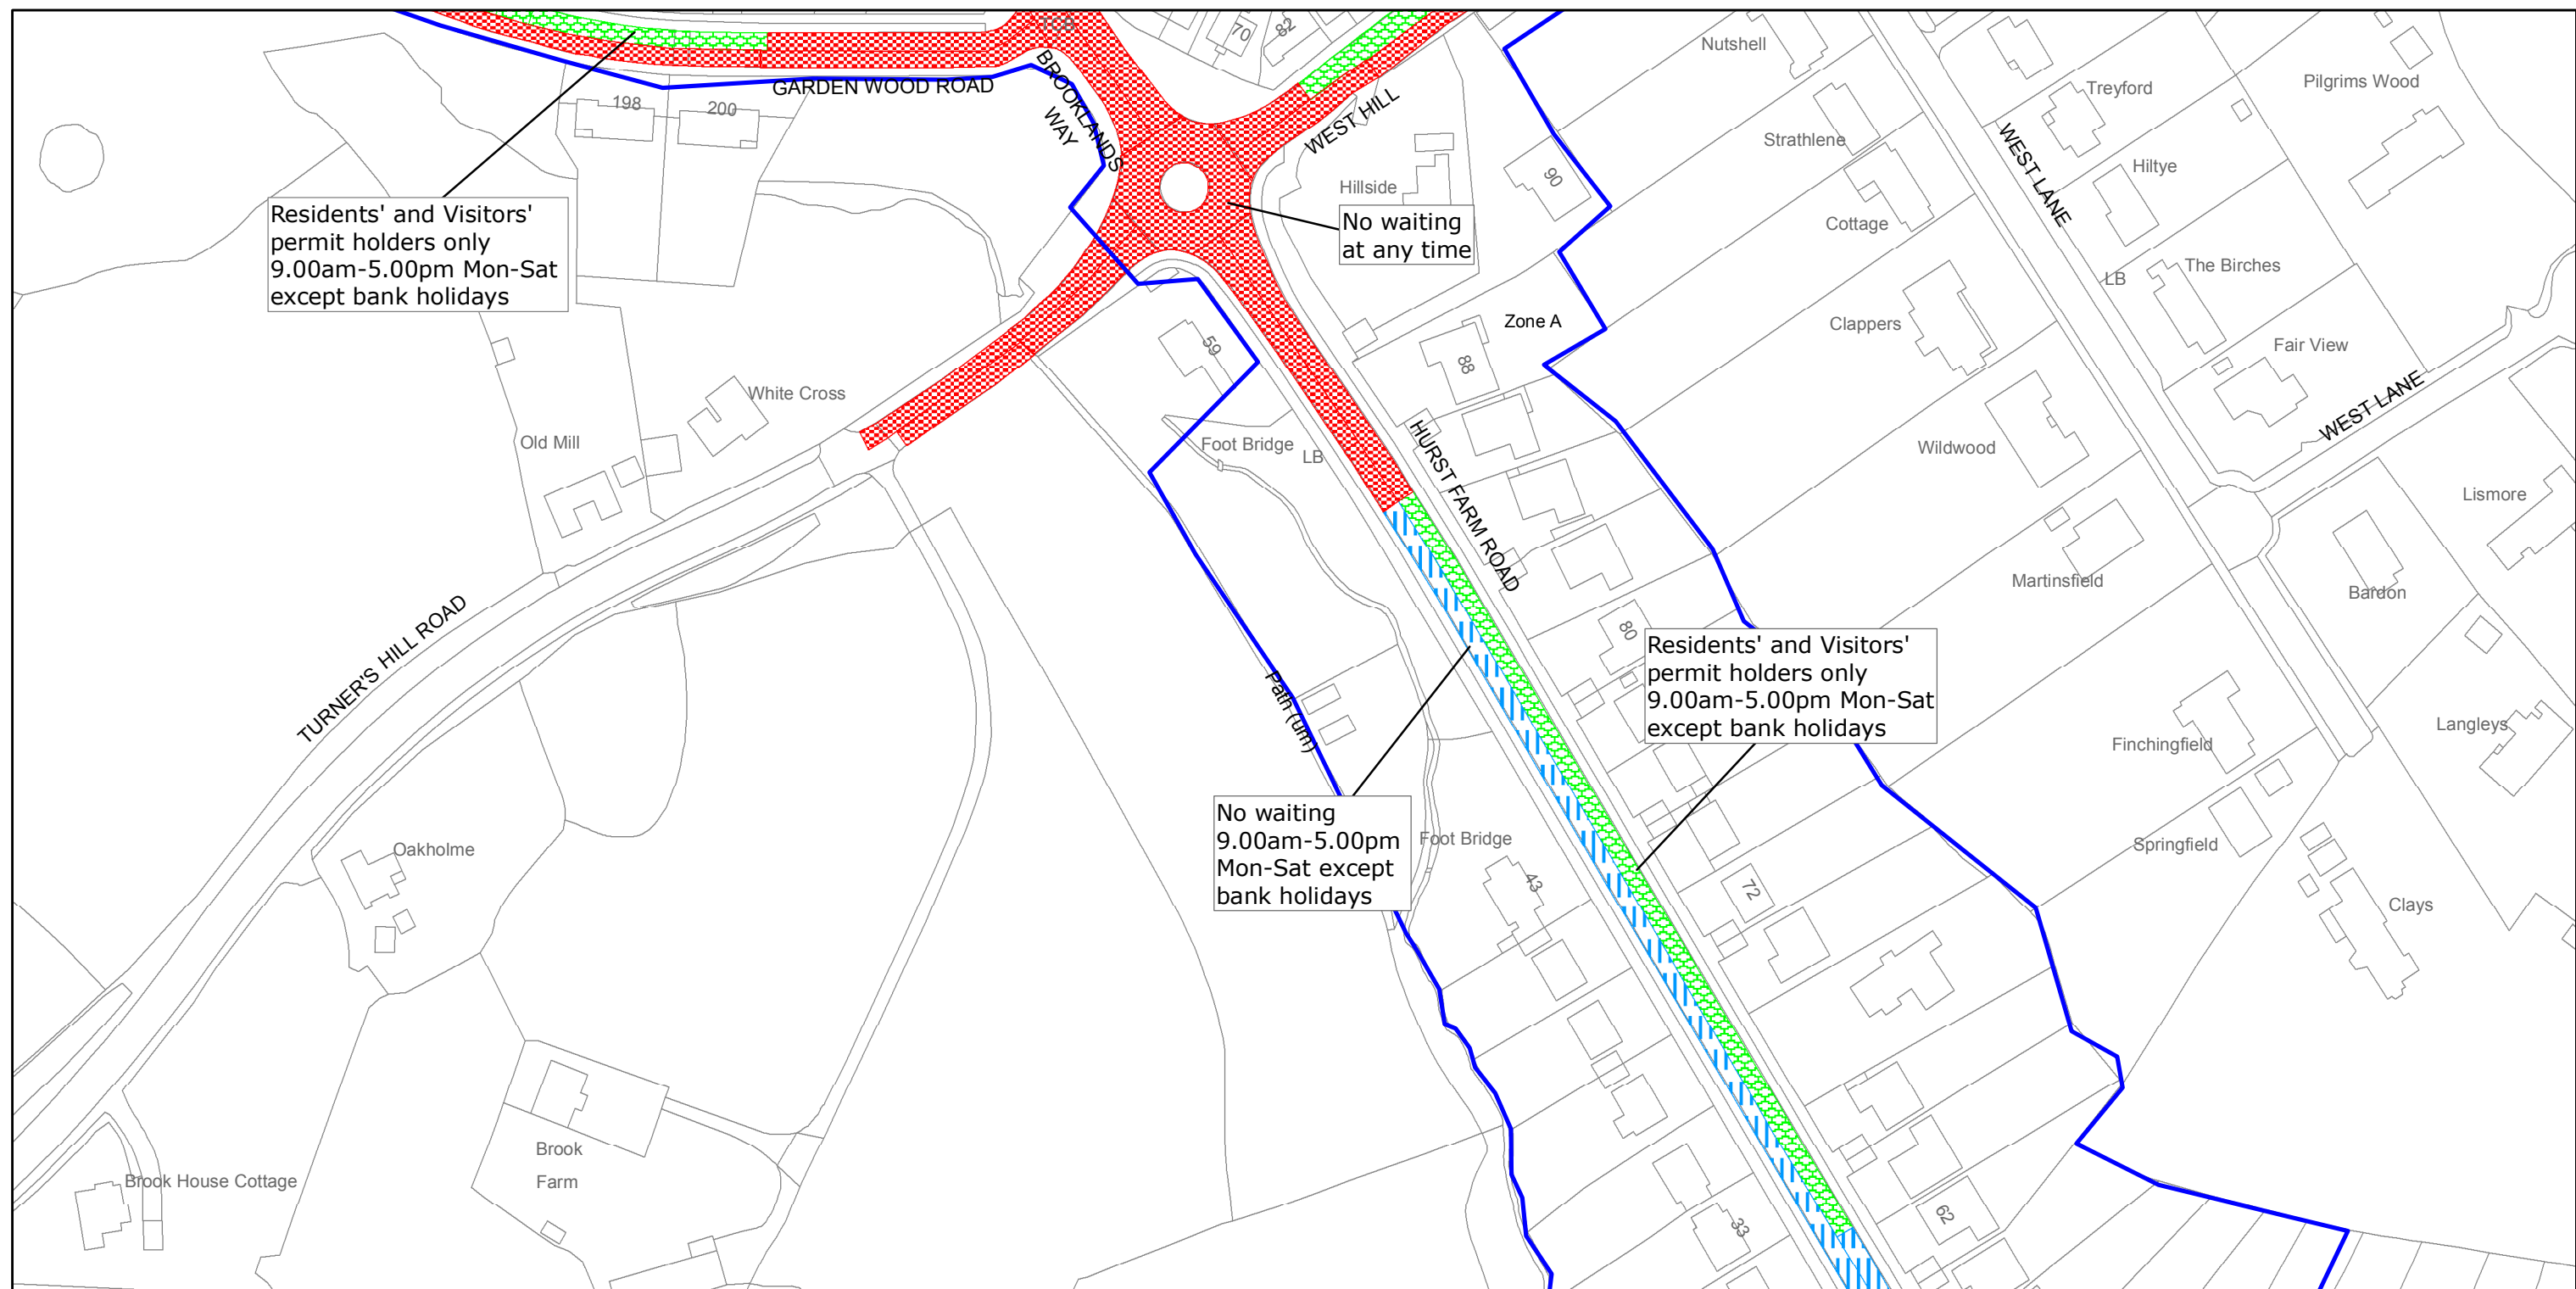 TCB
70
82
Nutshell
Treyford
Pilgrims Wood
GARDEN WOOD ROAD
198
200
BROOKLANDS
WAY
WEST HILL
Strathlene
WEST LANE
Hiltye
Hillside
90
Cottage
Residents' and Visitors'
permit holders only
9.00am-5.00pm Mon-Sat
except bank holidays
No waiting
at any time
LB
The Birches
Zone A
Clappers
Fair View
59
88
White Cross
WEST LANE
Old Mill
Foot Bridge
LB
HURST FARM ROAD
Wildwood
Lismore
Martinsfield
Bardon
TURNER'S HILL ROAD
80
Residents' and Visitors'
permit holders only
9.00am-5.00pm Mon-Sat
except bank holidays
Path (um)
Finchingfield
Langleys
No waiting
9.00am-5.00pm
Mon-Sat except
bank holidays
Foot Bridge
Oakholme
Springfield
43
72
Clays
Brook
Farm
Brook House Cottage
33
62